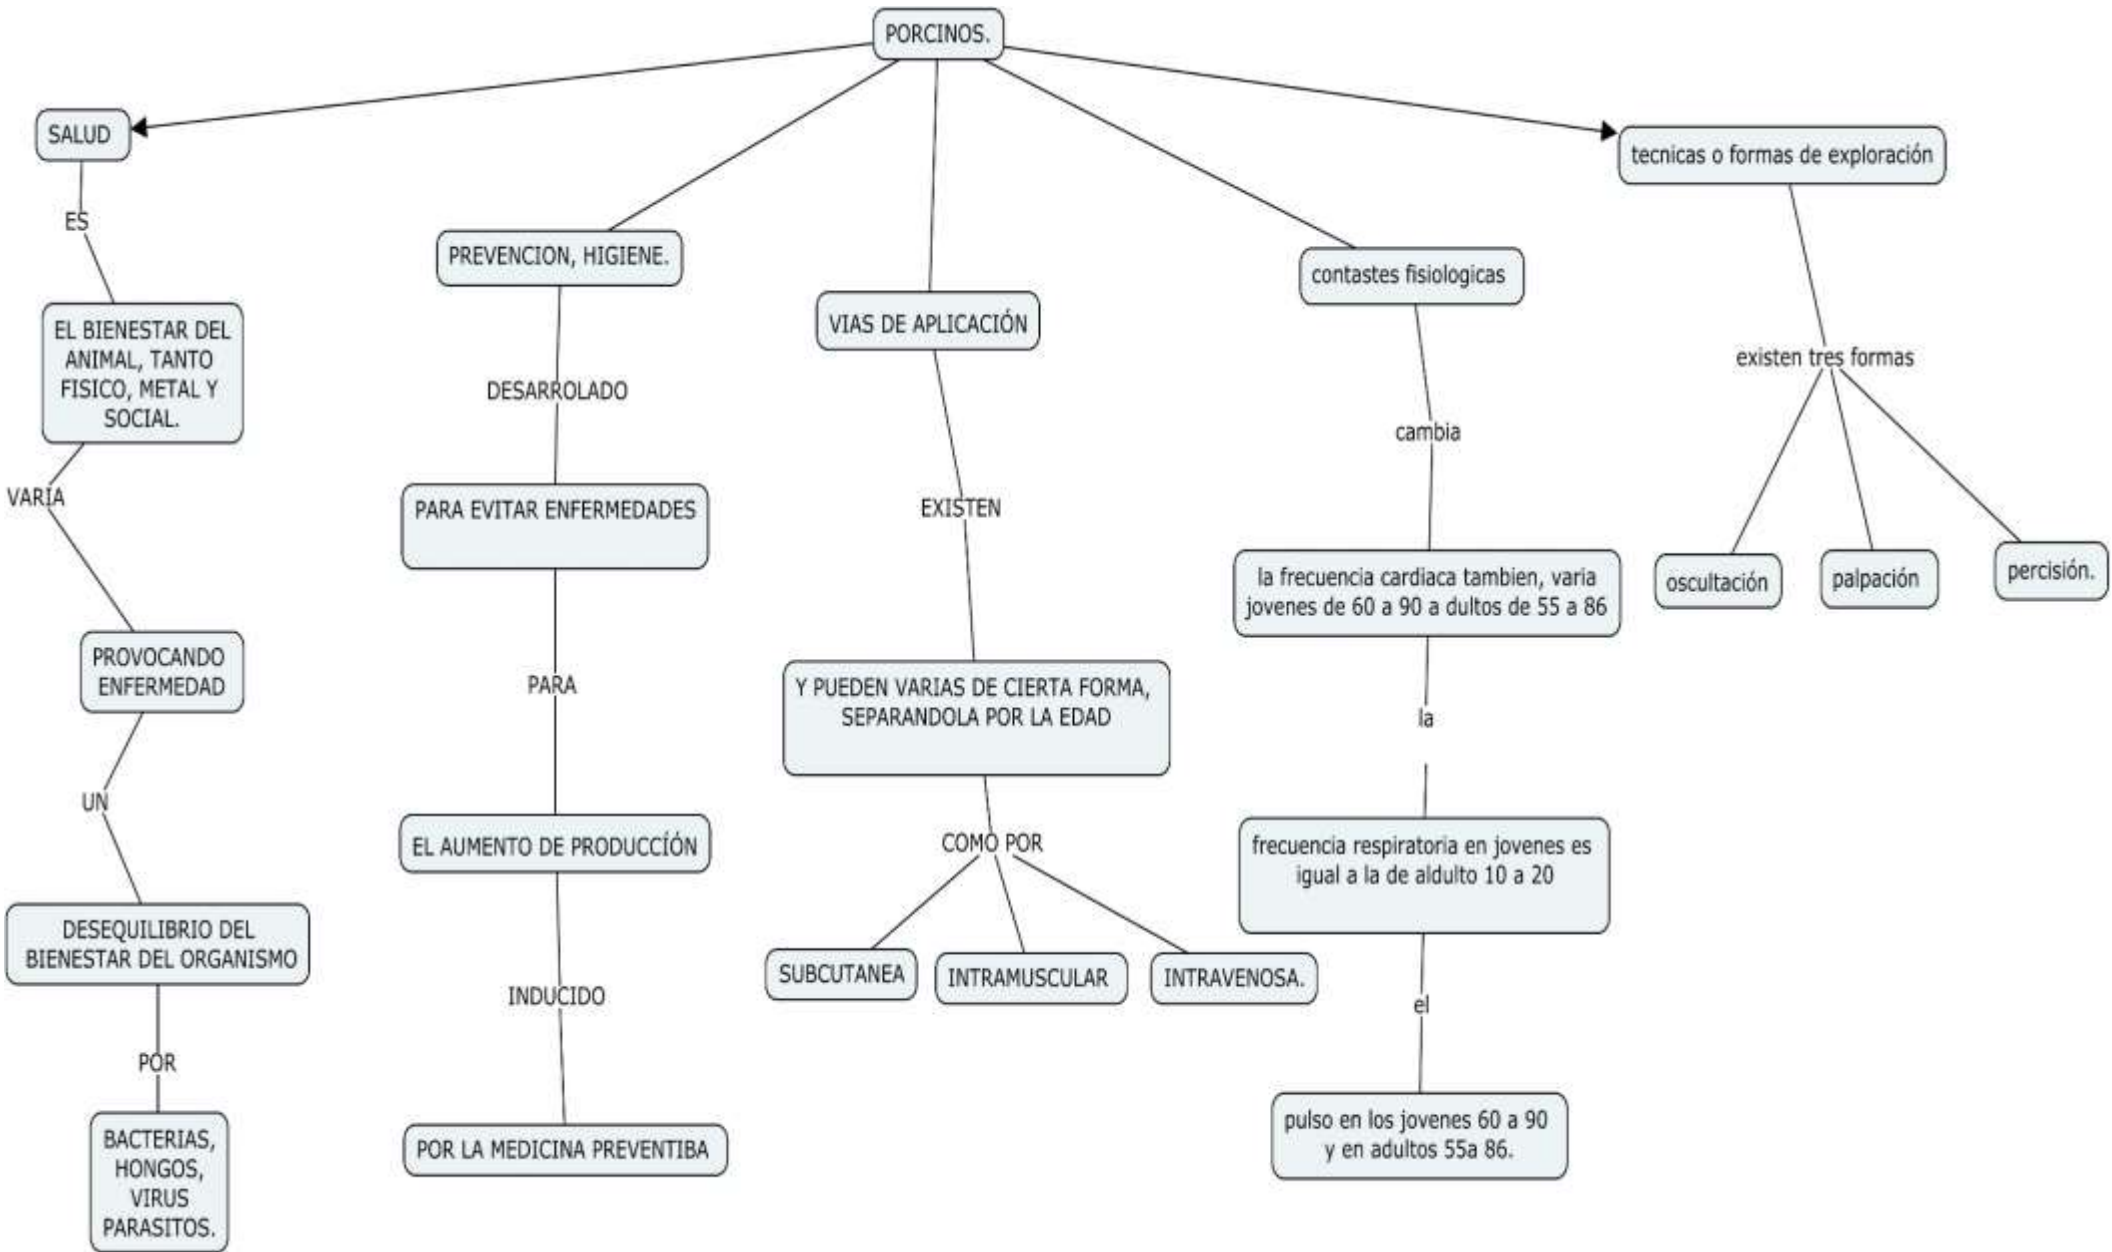 PORCINOS.
SALUD
ES
EL BIENESTAR DEL
ANIMAL, TANTO
FISICO, METAL Y
SOCIAL.
VARIA
PROVOCANDO
ENFERMEDAD
UN
DESEQUILIBRIO DEL
BIENESTAR DEL ORGANISMO
POR
BACTERIAS,
HONGOS,
VIRUS
PARASITOS.
PREVENCION, HIGIENE.
DESARROLADO
PARA EVITAR ENFERMEDADES
PARA
EL AUMENTO DE PRODUCCÍÓN
INDUCIDO
POR LA MEDICINA PREVENTIBA
VIAS DE APLICACIÓN
EXISTEN
Y PUEDEN VARIAS DE CIERTA FORMA,
SEPARANDOLA POR LA EDAD
COMO POR
SUBCUTANEA
INTRAMUSCULAR
INTRAVENOSA.
contastes fisiologicas
cambia
la frecuencia cardiaca tambien, varia
jovenes de 60 a 90 a dultos de 55 a 86
la
frecuencia respiratoria en jovenes es
igual a la de aldulto 10 a 20
el
pulso en los jovenes 60 a 90
y en adultos 55a 86.
tecnicas o formas de exploración
existen tres formas
oscultación
palpación
percisión.